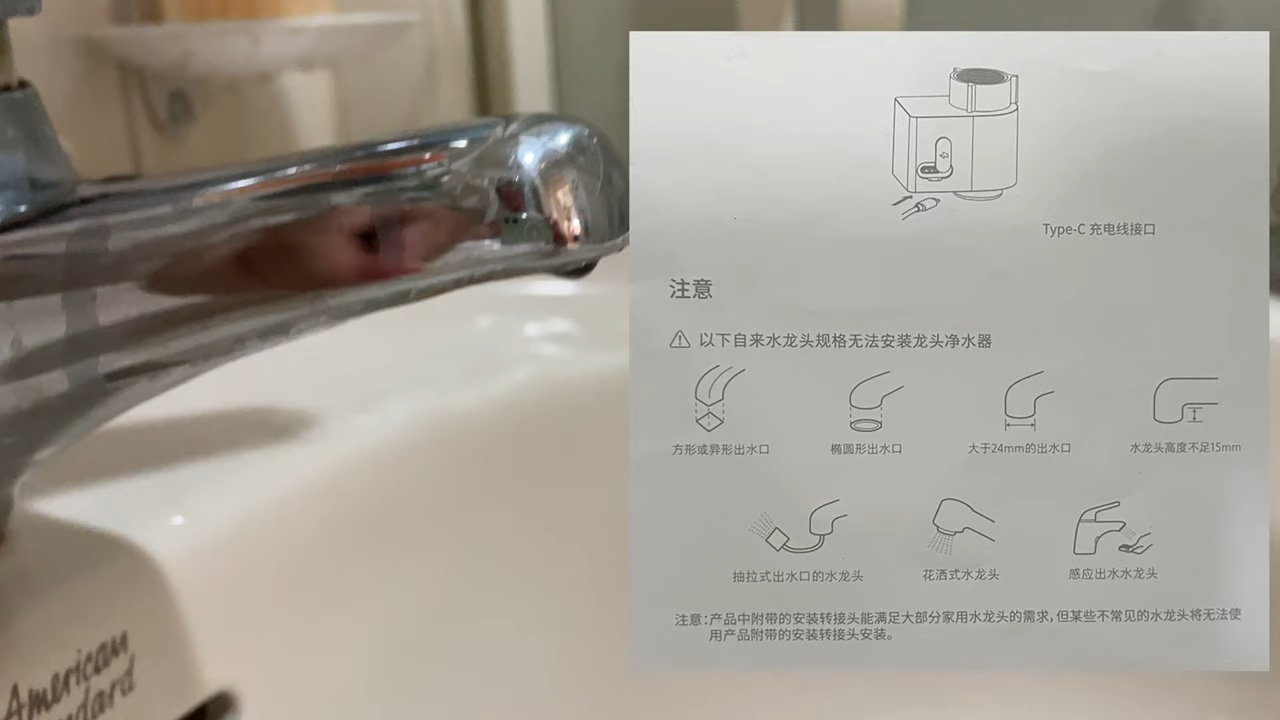 Type-C 充电线接口
注意
以下自来水龙头规格无法安装龙头净水器
方形或异形出水口
椭圆形出水口
大于24mm的出水口
水龙头高度不足15mm
抽拉式出水口的水龙头
花洒式水龙头
感应出水水龙头
注意：产品中附带的安装转接头能满足大部分家用水龙头的需求，但某些不常见的水龙头将无法使
用产品附带的安装转接头安装。
American
Standard